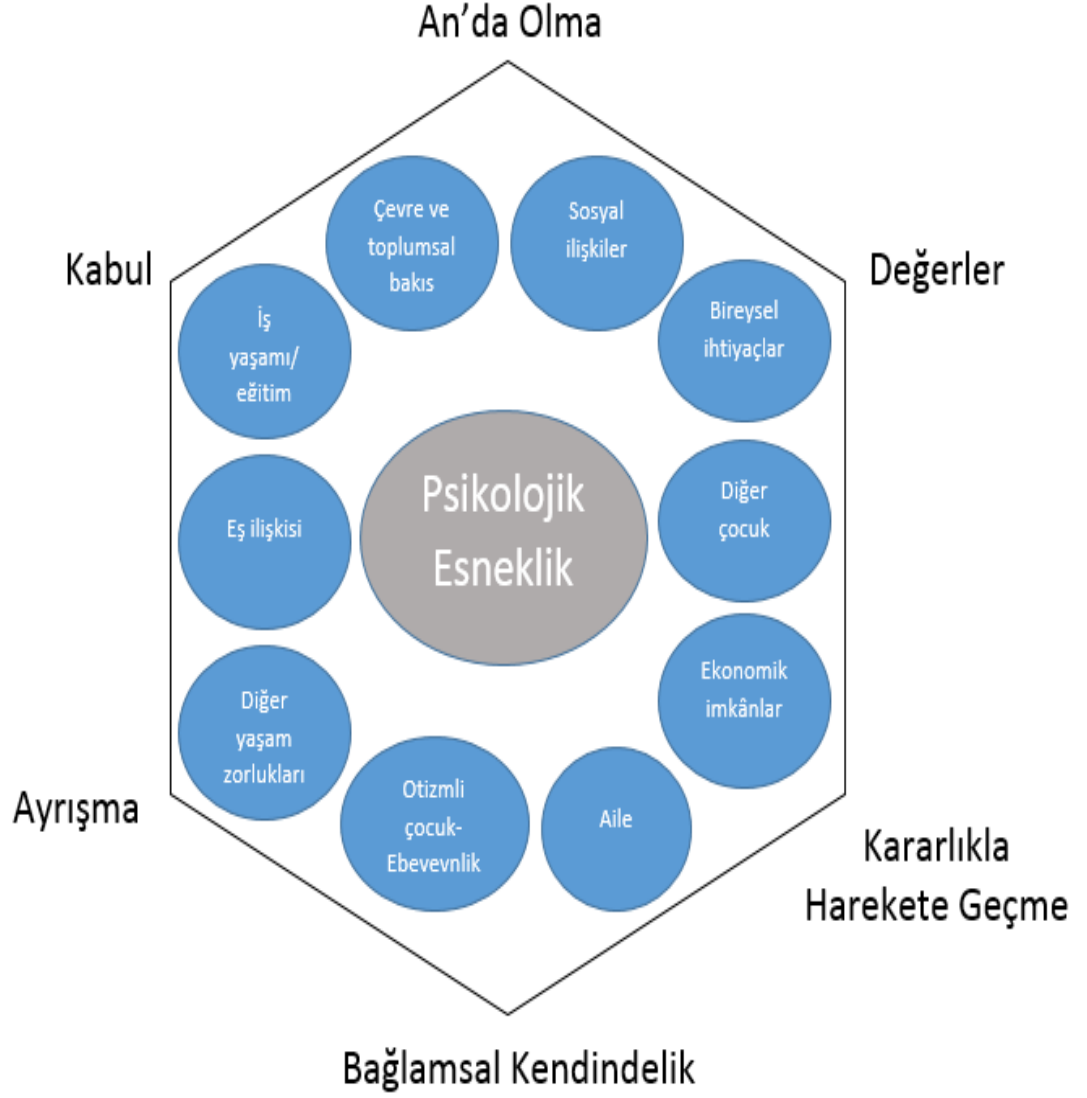 An'da Olma
Çevre ve
toplumsal
bakıs
Sosyal
ilişkiler
Kabul
Değerler
İş
yaşamı/
eğitim
Bireysel
ihtiyaçlar
Psikolojik
Esneklik
Eş ilişkisi
Diğer
çocuk
Diğer
yaşam
zorlukları
Ekonomik
imkânlar
Ayrışma
Otizmli
çocuk-
Ebevevnlik
Aile
Kararlıkla
Harekete Geçme
Bağlamsal Kendindelik